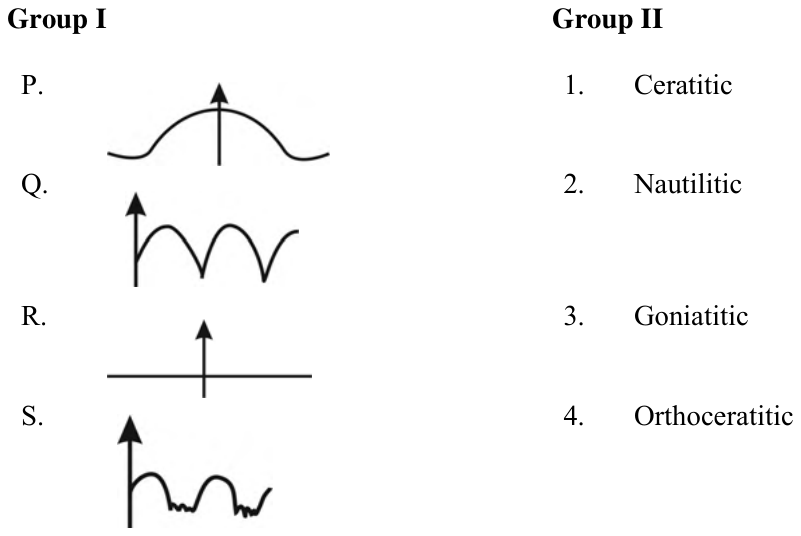 Group I Group II
P. 1. Ceratitic
Q. 2. Nautilitic
R. 3. Goniatitic
S. 4. Orthoceratitic